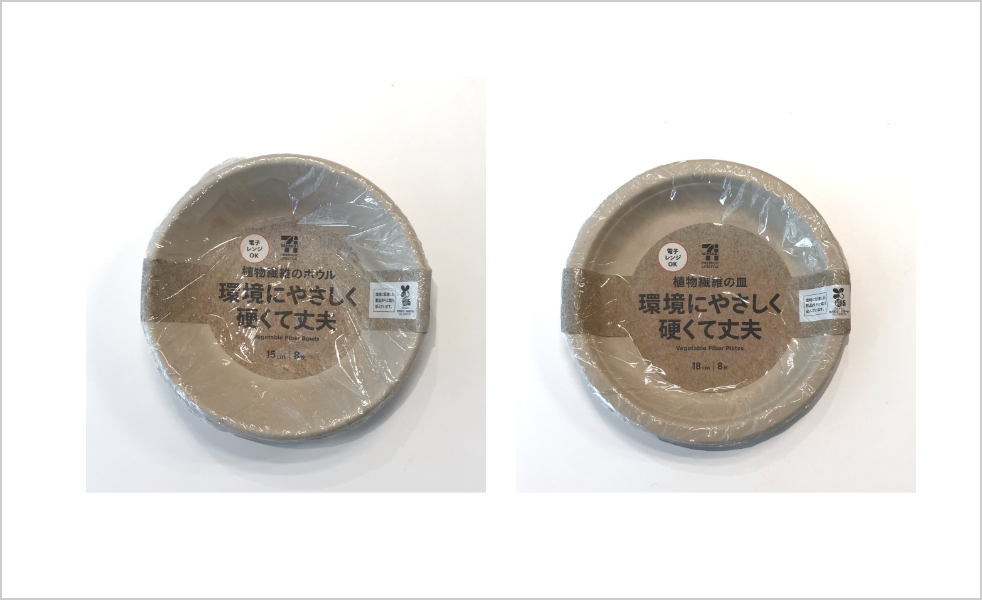 電子
レンジ
OK
植物繊維のボウル
環境にやさしく
硬くて丈夫
Vegetable Fiber Bowls
15cm 8枚
電子
レンジ
OK
植物繊維の皿
環境にやさしく
硬くて丈夫
Vegetable Fiber Plates
18cm 8枚